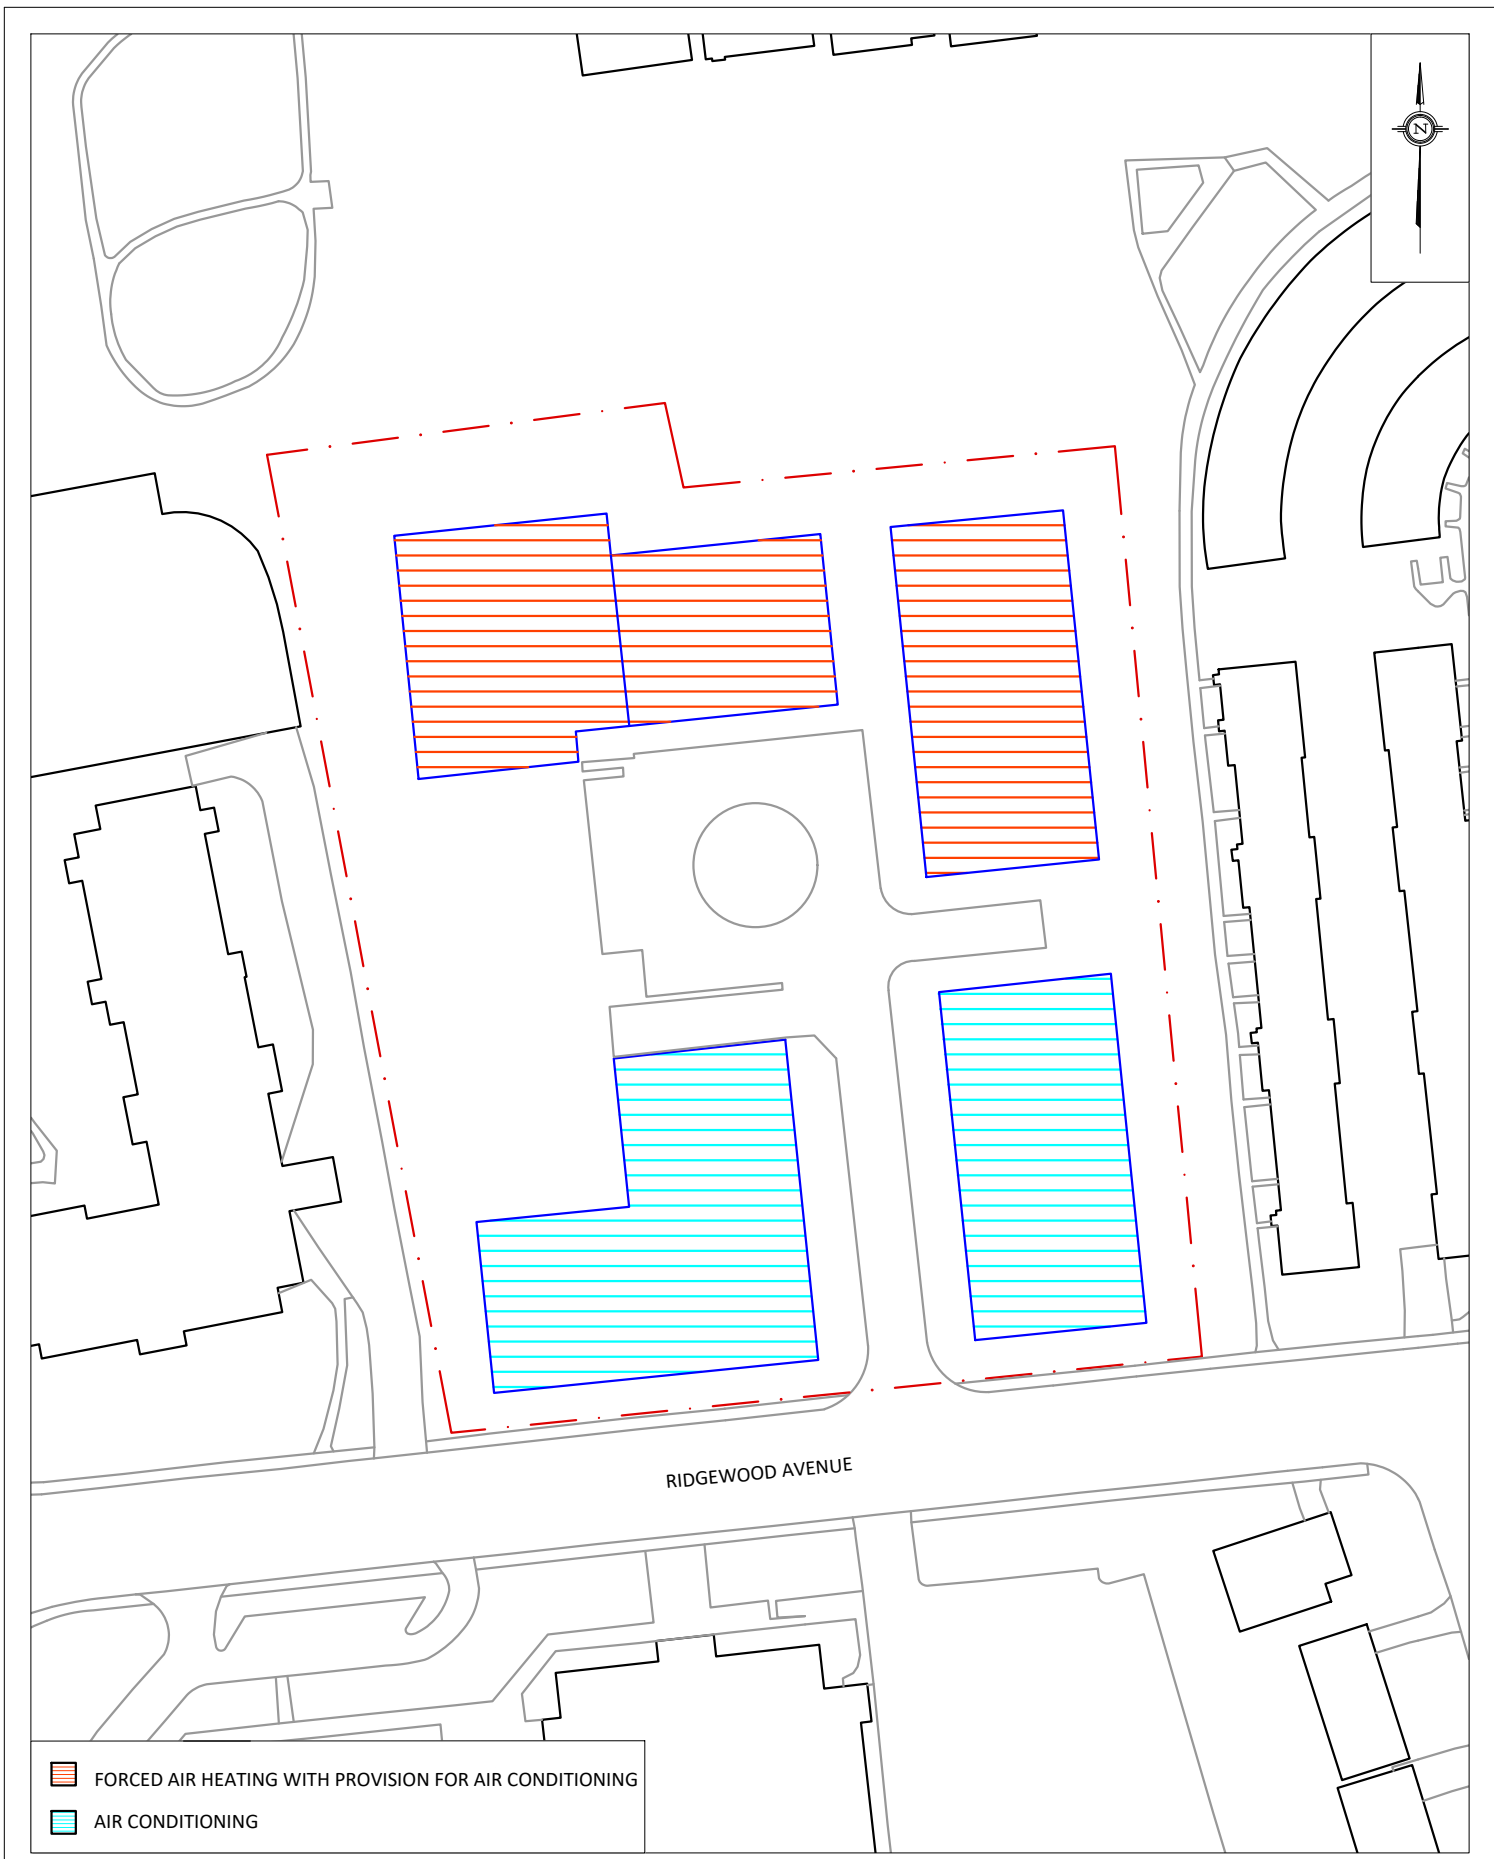 N
RIDGEWOOD AVENUE
FORCED AIR HEATING WITH PROVISION FOR AIR CONDITIONING
AIR CONDITIONING